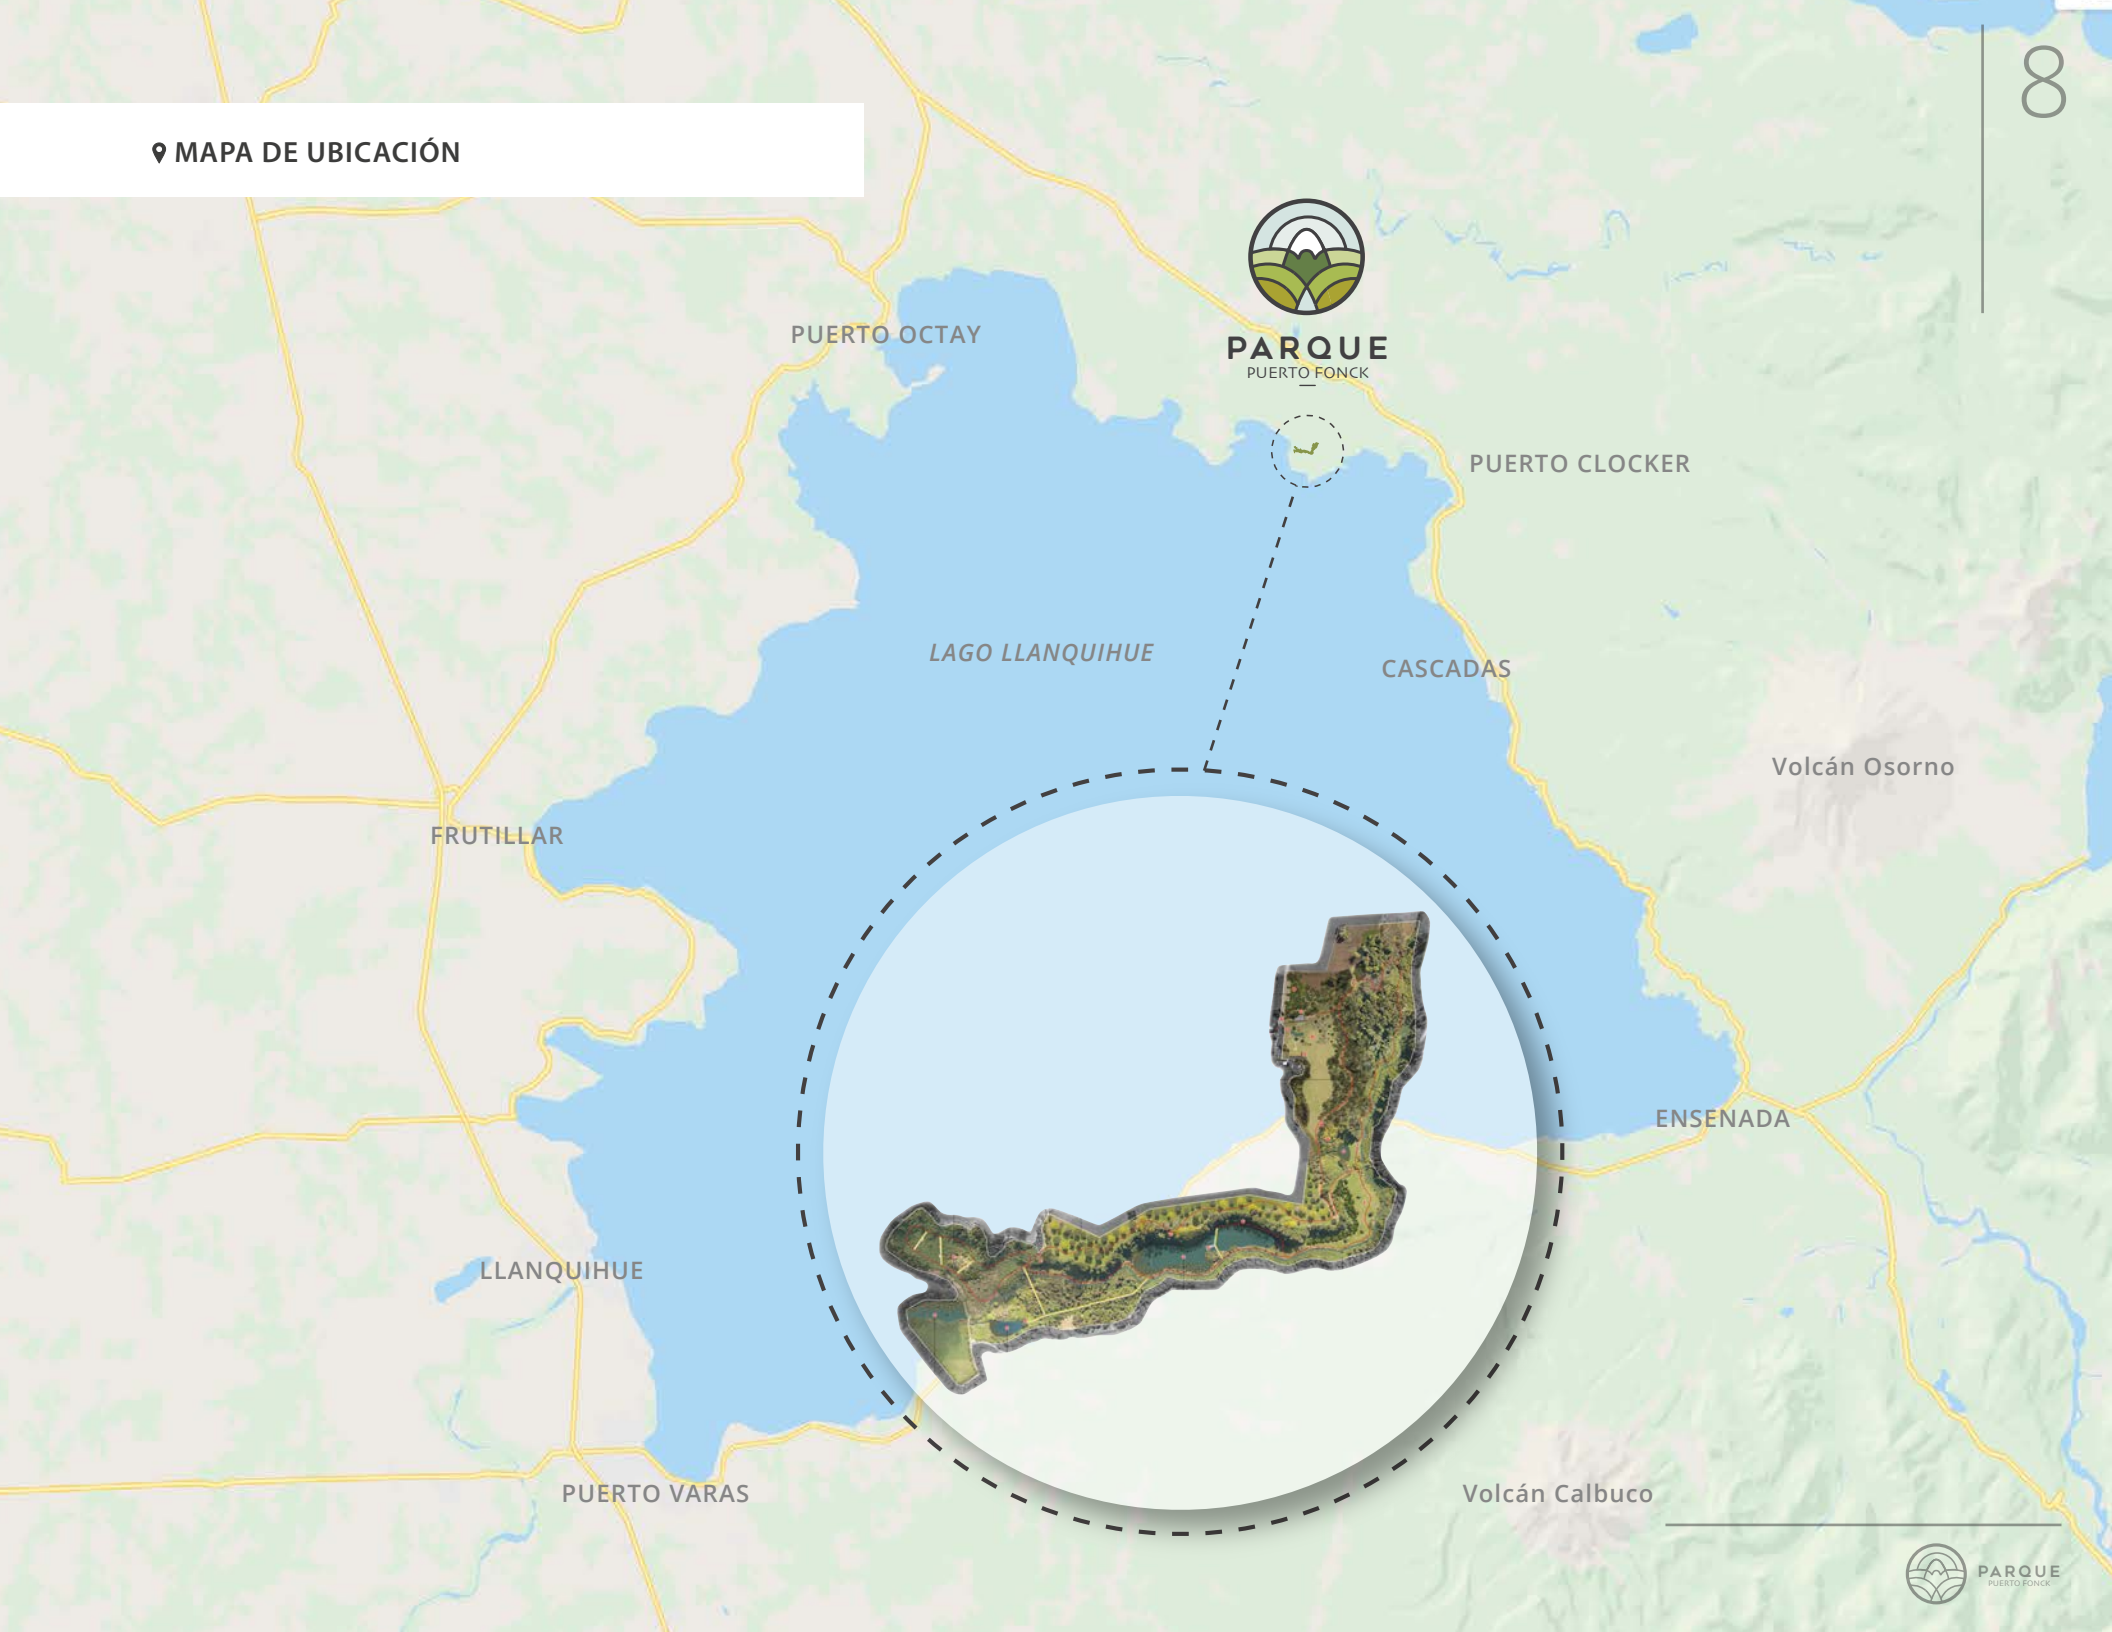 8
MAPA DE UBICACIÓN
PARQUE
PUERTO FONCK
PUERTO OCTAY
PUERTO CLOCKER
LAGO LLANQUIHUE
CASCADAS
Volcán Osorno
FRUTILLAR
ENSENADA
LLANQUIHUE
PUERTO VARAS
Volcán Calbuco
PARQUE
PUERTO FONCK